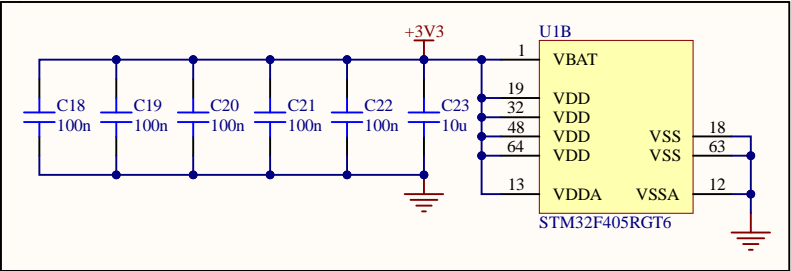 +3V3
U1B
1 VBAT
C18 100n
C19 100n
C20 100n
C21 100n
C22 100n
C23 10u
19 VDD
32 VDD
48 VDD
64 VDD
13 VDDA
VSS 18
VSS 63
VSSA 12
STM32F405RGT6